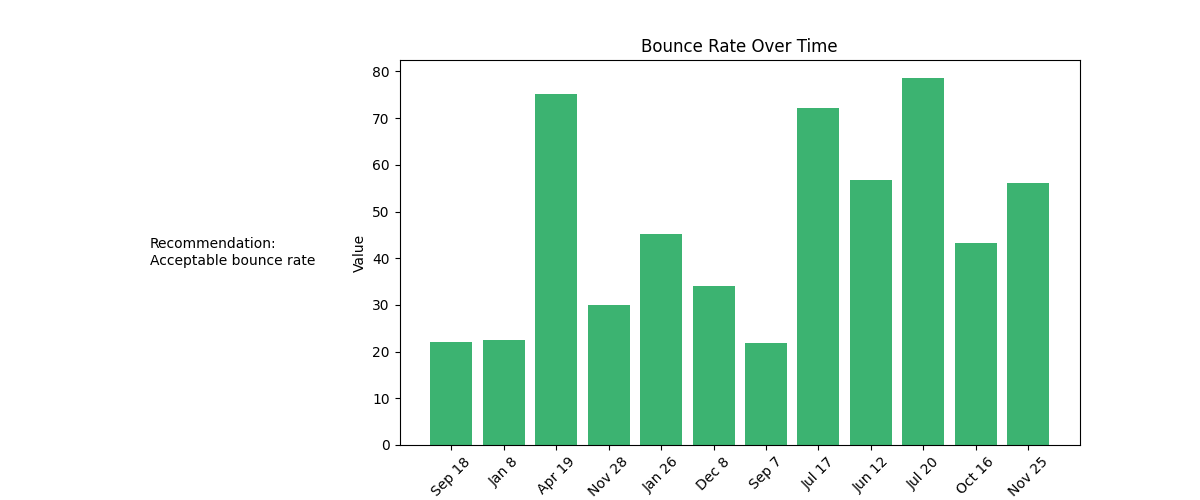 Bounce Rate Over Time
Recommendation:
Acceptable bounce rate
Value
80
70
60
50
40
30
20
10
0
Sep 18
Jan 8
Apr 19
Nov 28
Jan 26
Dec 8
Sep 7
Jul 17
Jun 12
Jul 20
Oct 16
Nov 25